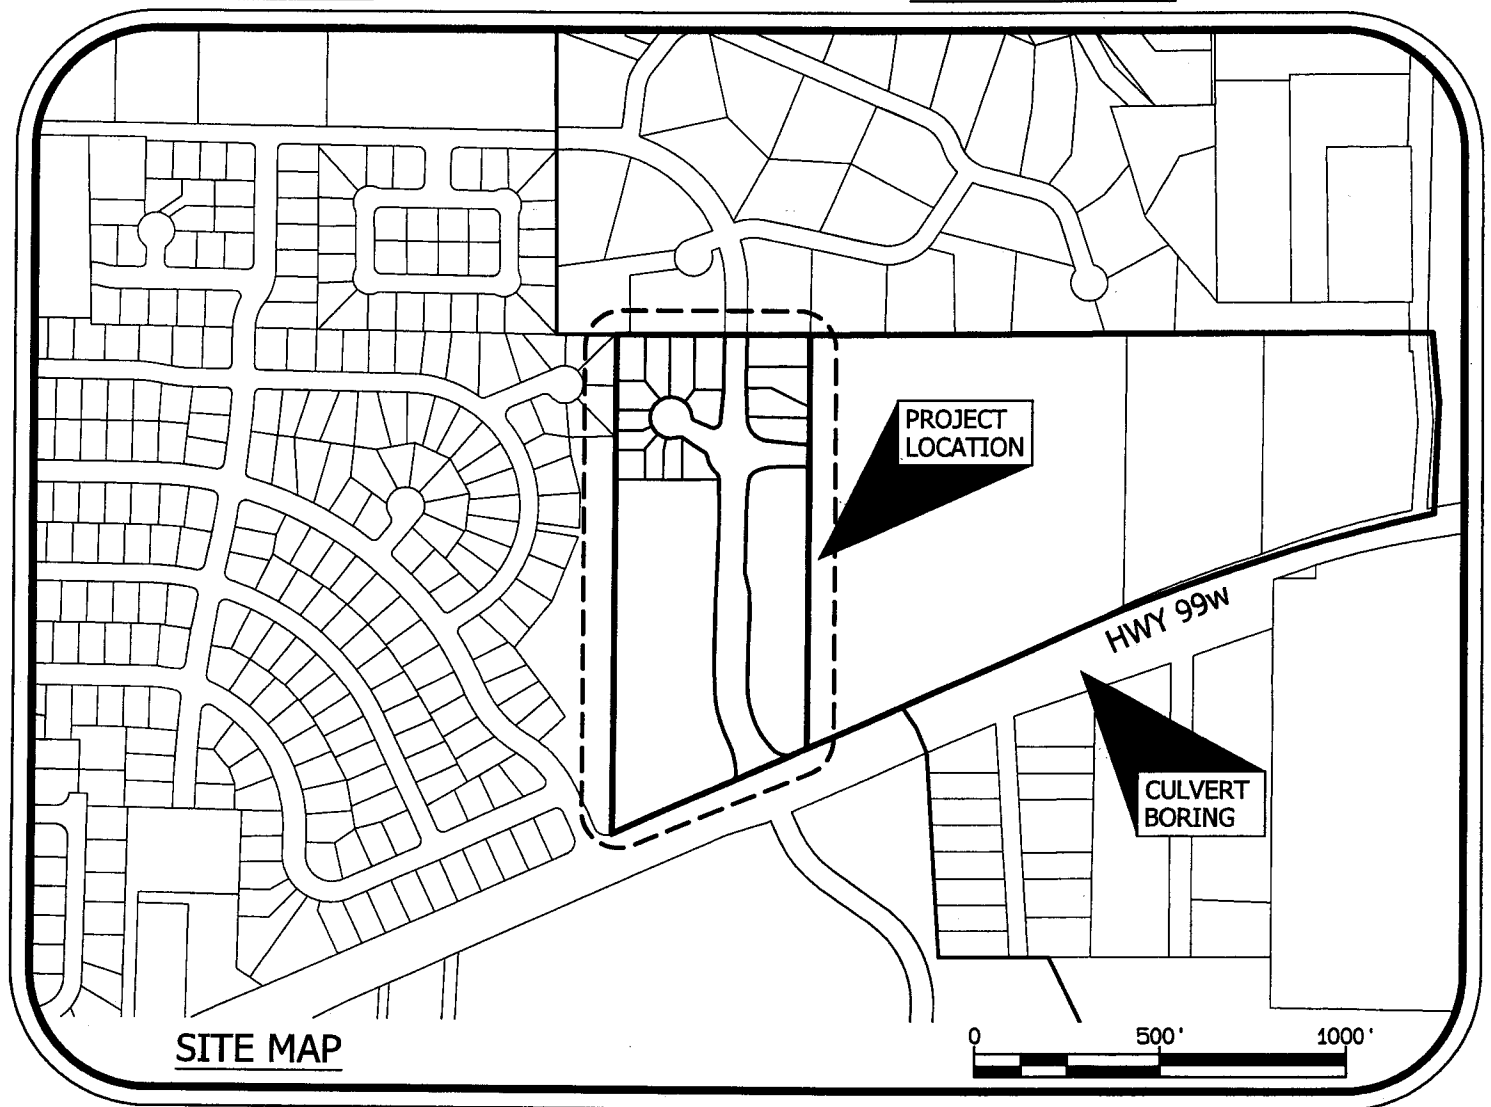 PROJECT
LOCATION
HWY 99W
CULVERT
BORING
SITE MAP
0 500' 1000'